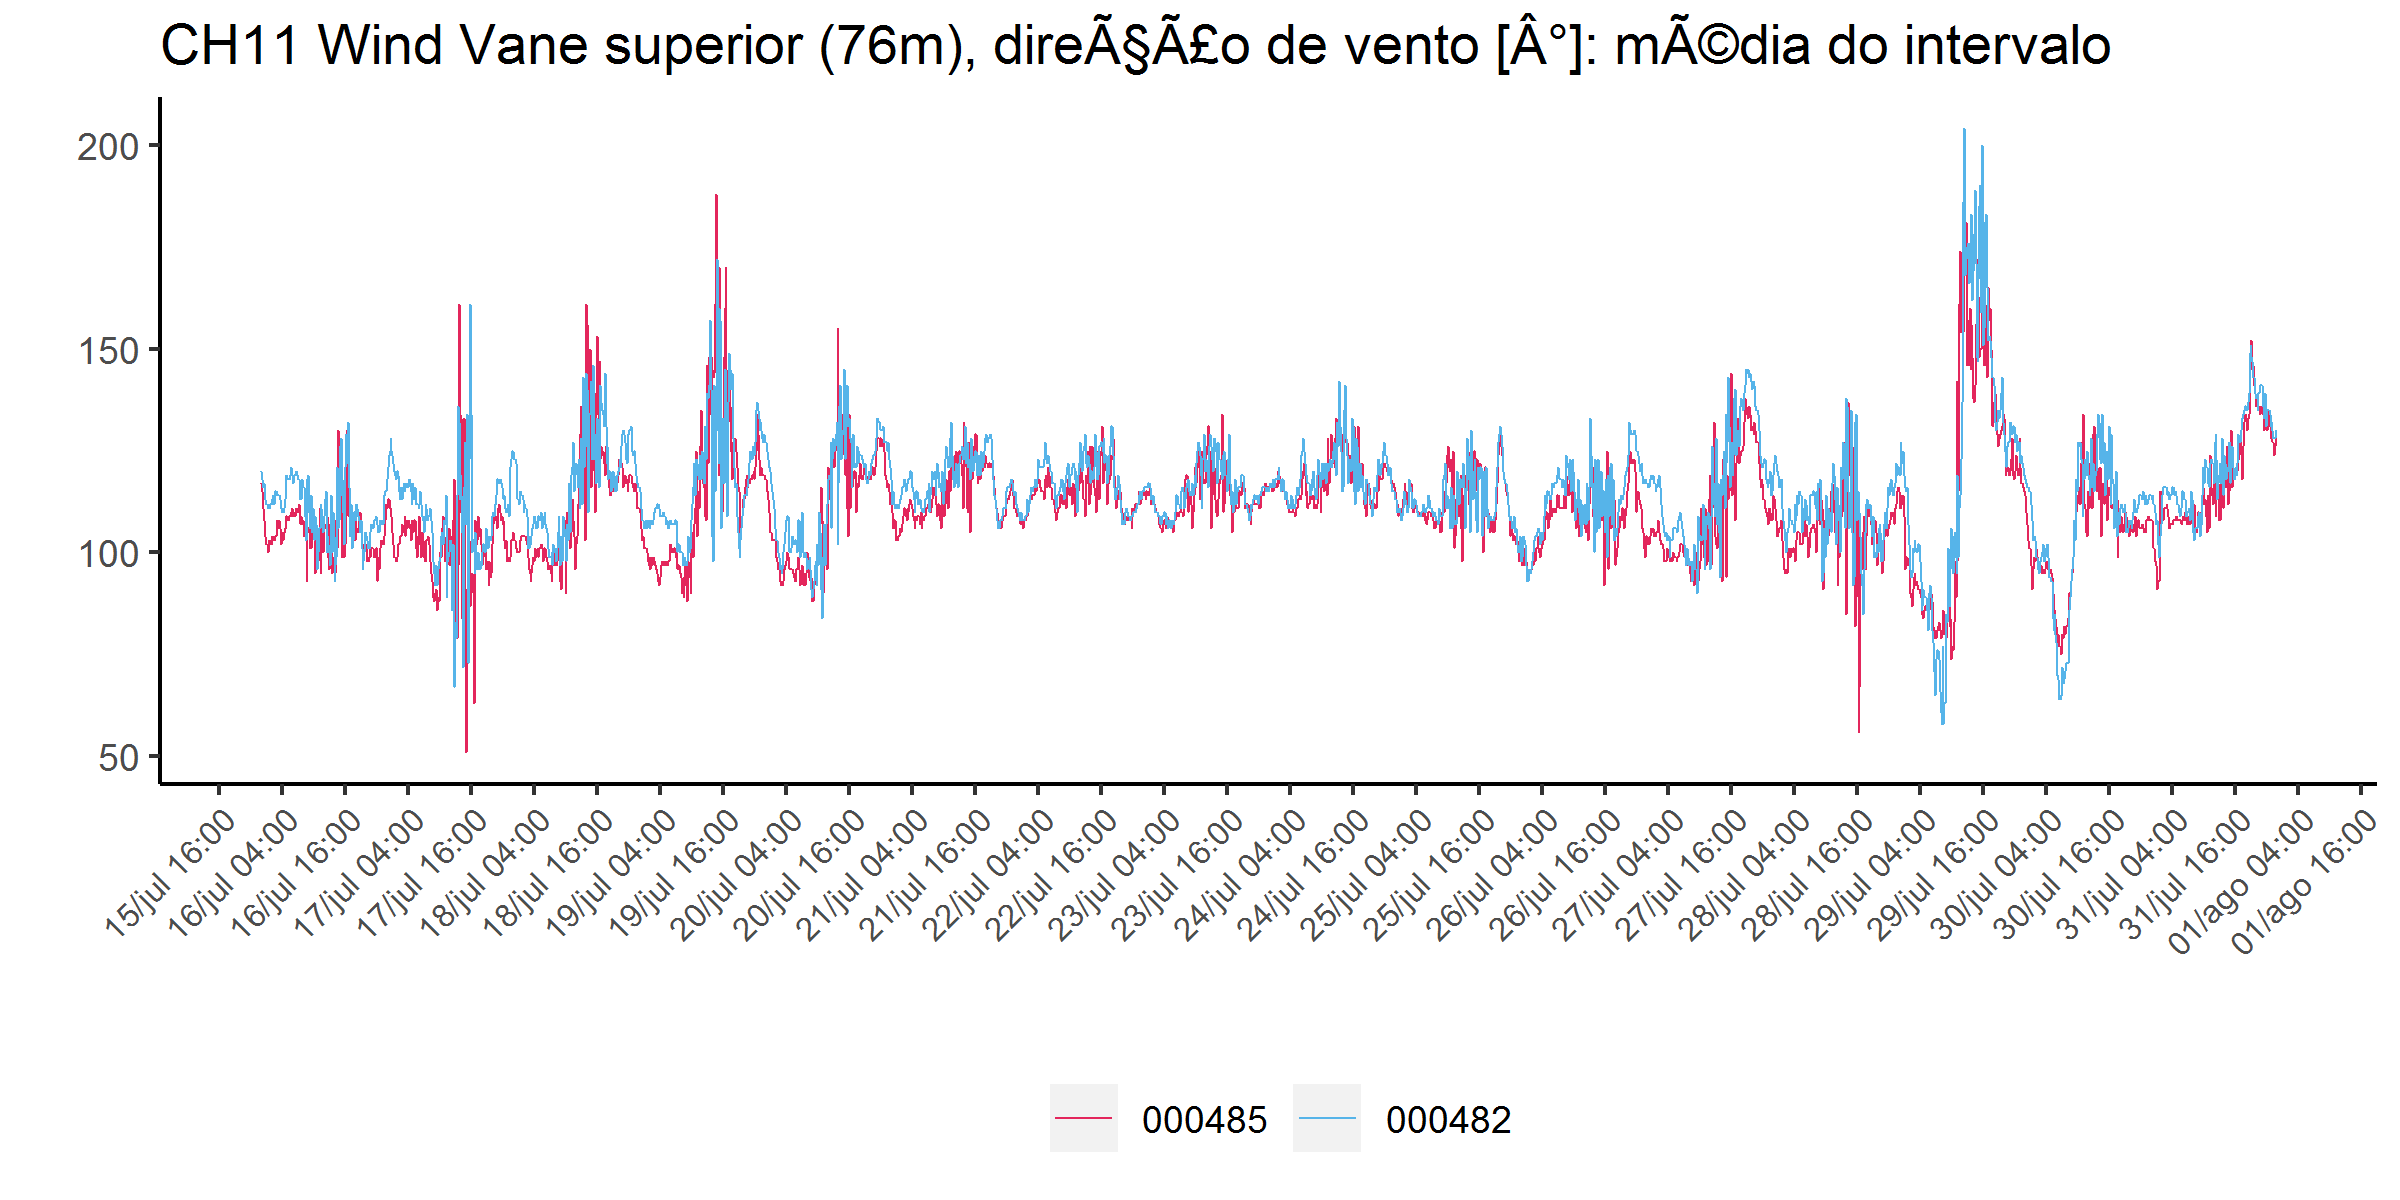 CH11 Wind Vane superior (76m), direÃ§Ã£o de vento [Â°]: mÃ©dia do intervalo
200
150
100
50
15/jul 16:00
16/jul 04:00
16/jul 16:00
17/jul 04:00
17/jul 16:00
18/jul 04:00
18/jul 16:00
19/jul 04:00
19/jul 16:00
20/jul 04:00
20/jul 16:00
21/jul 04:00
21/jul 16:00
22/jul 04:00
22/jul 16:00
23/jul 04:00
23/jul 16:00
24/jul 04:00
24/jul 16:00
25/jul 04:00
25/jul 16:00
26/jul 04:00
26/jul 16:00
27/jul 04:00
27/jul 16:00
28/jul 04:00
28/jul 16:00
29/jul 04:00
29/jul 16:00
30/jul 04:00
30/jul 16:00
31/jul 04:00
31/jul 16:00
01/ago 04:00
01/ago 16:00
000485
000482